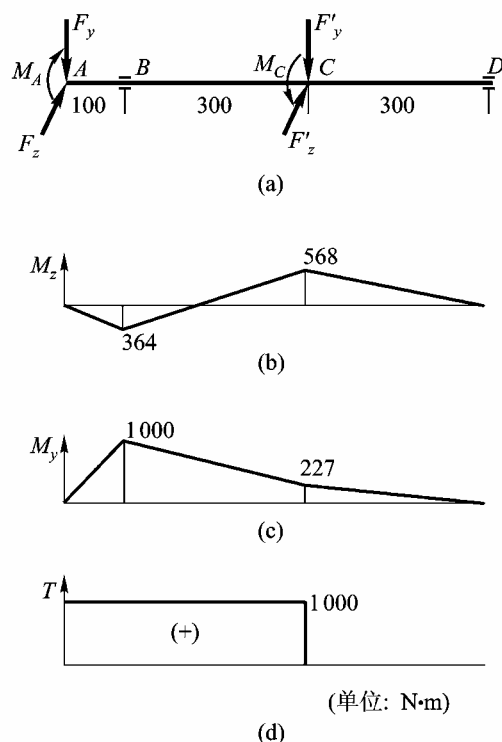 F_y F'_y
M_A A B M_C C D
100 300 300
F_z F'_z
(a)
M_z 568
364
(b)
M_y 1000
227
(c)
T 1000
(+)
(单位: N•m)
(d)